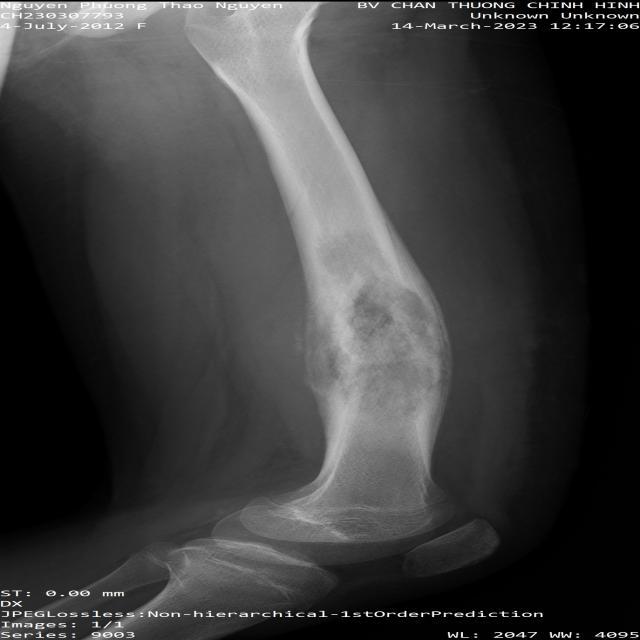 Nguyen Phuong Thao Nguyen
BV CHAN THUONG CHINH HINH
CH230307793
Unknown Unknown
4-July-2012 F
14-March-2023 12:17:06
ST: 0.00 mm
DX
JPEGLossless:Non-hierarchical-1stOrderPrediction
Images: 1/1
Series: 9003
WL: 2047 WW: 4095